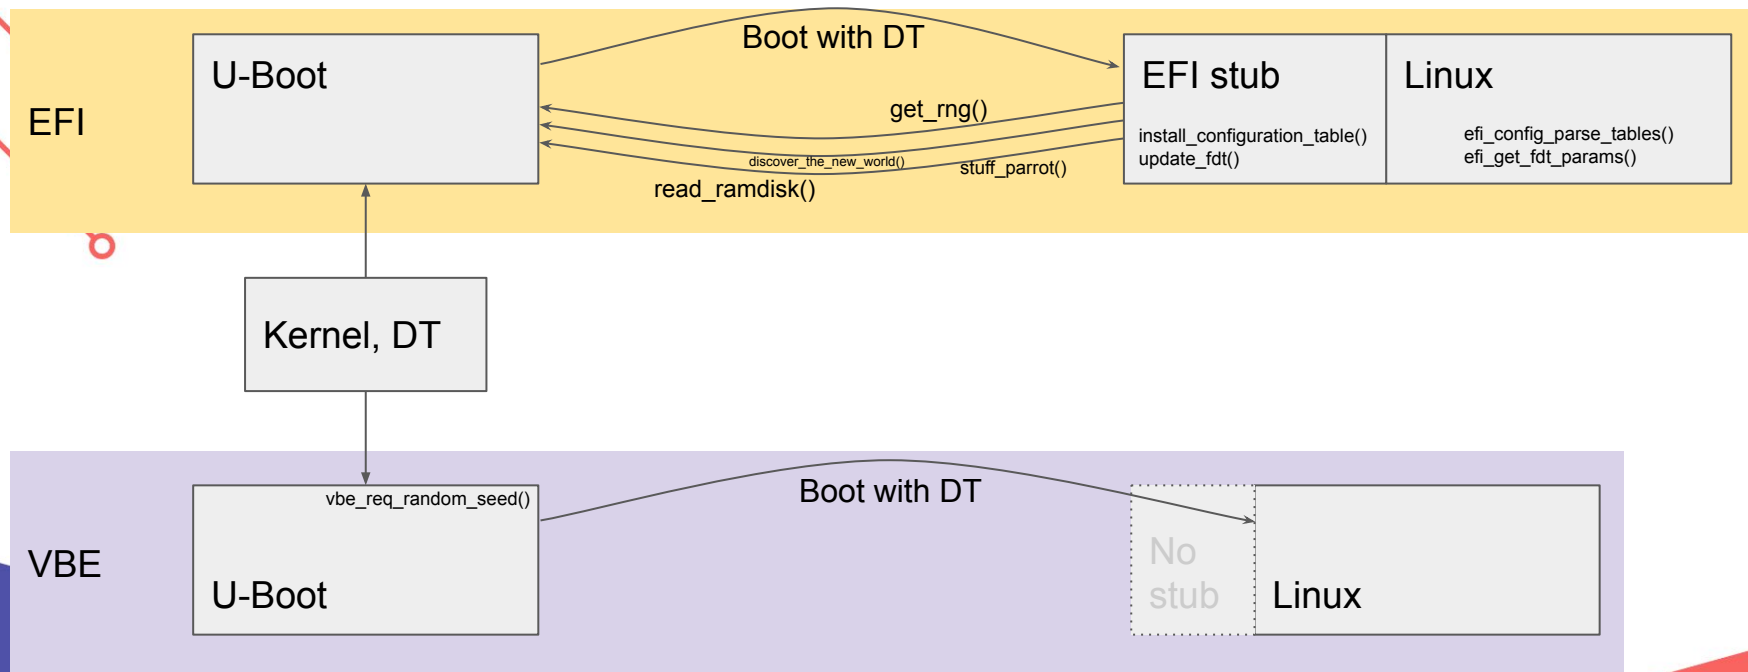 Boot with DT
U-Boot
EFI stub
Linux
EFI
get_rng()
install_configuration_table()
update_fdt()
efi_config_parse_tables()
efi_get_fdt_params()
discover_the_new_world()
stuff_parrot()
read_ramdisk()
Kernel, DT
vbe_req_random_seed()
Boot with DT
VBE
U-Boot
No
stub
Linux